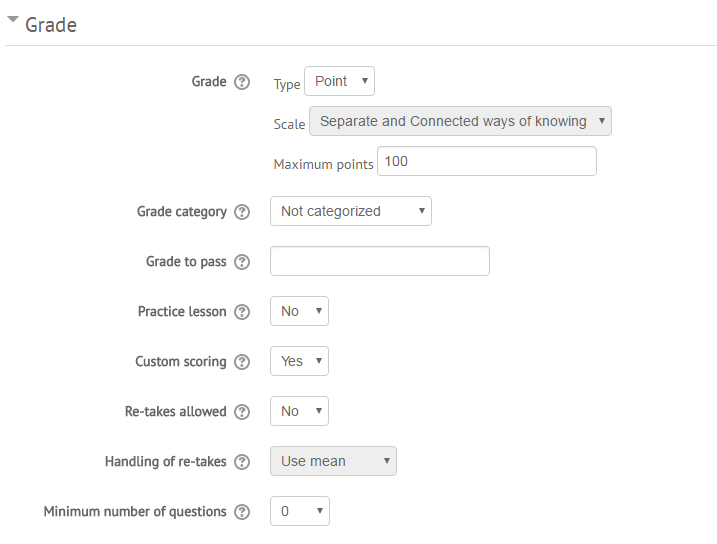 Grade
Grade Type Point
Scale Separate and Connected ways of knowing
Maximum points 100
Grade category Not categorized
Grade to pass
Practice lesson No
Custom scoring Yes
Re-takes allowed No
Handling of re-takes Use mean
Minimum number of questions 0